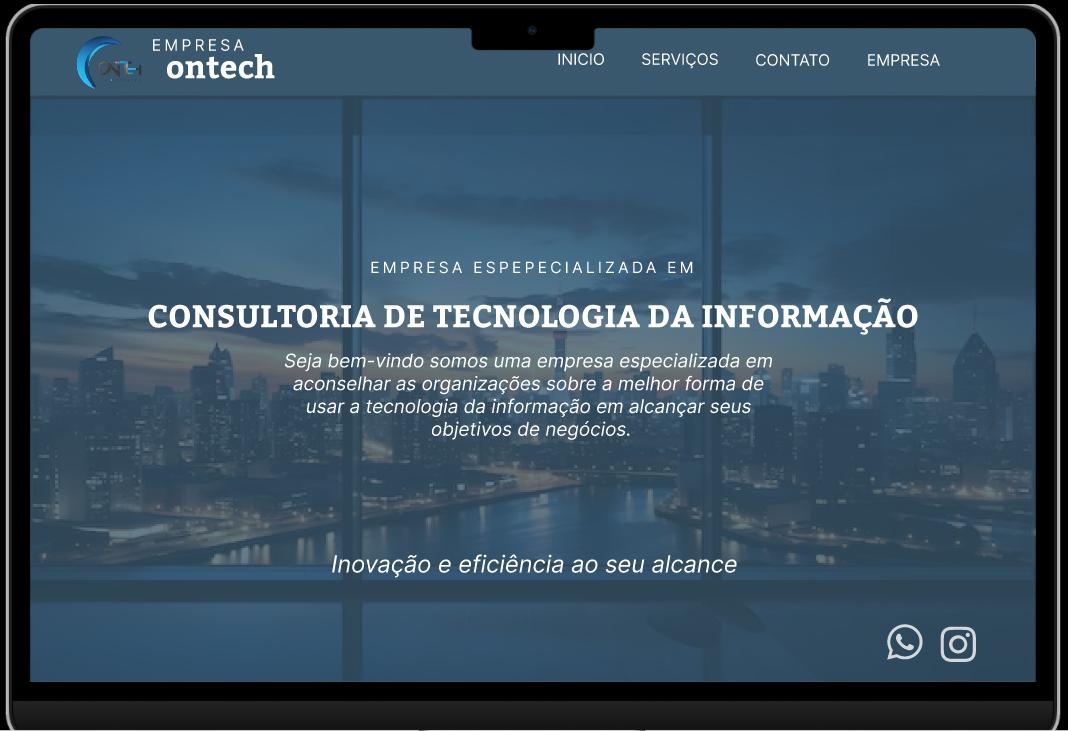 EMPRESA
ontech
INICIO SERVIÇOS CONTATO EMPRESA
EMPRESA ESPEPECIALIZADA EM
CONSULTORIA DE TECNOLOGIA DA INFORMAÇÃO
Seja bem-vindo somos uma empresa especializada em
aconselhar as organizações sobre a melhor forma de
usar a tecnologia da informação em alcançar seus
objetivos de negócios.
Inovação e eficiência ao seu alcance